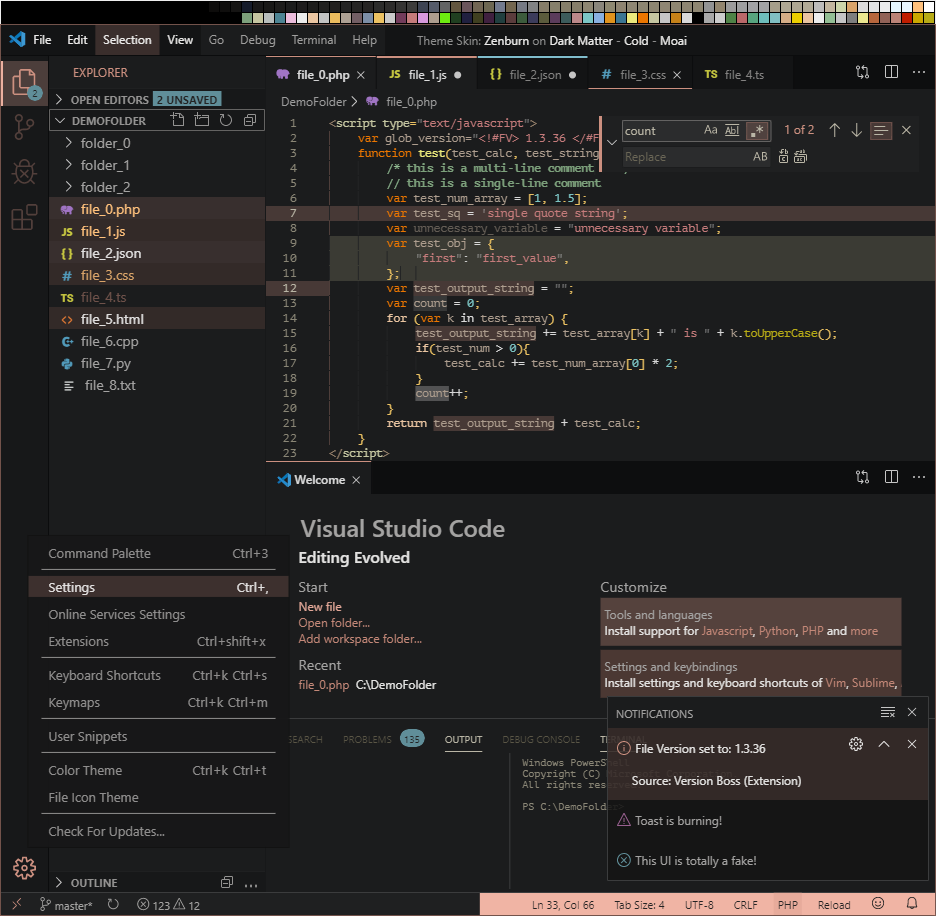 File Edit Selection View Go Debug Terminal Help Theme Skin: Zenburn on Dark Matter - Cold - Moai
2
EXPLORER
OPEN EDITORS 2 UNSAVED
DEMOFOLDER
folder_0
folder_1
folder_2
file_0.php
JS file_1.js
{} file_2.json
# file_3.css
TS file_4.ts
<> file_5.html
file_6.cpp
file_7.py
file_8.txt
file_0.php JS file_1.js {} file_2.json # file_3.css TS file_4.ts
DemoFolder > file_0.php
1 <script type="text/javascript">
2 var glob_version="<!#FV> 1.3.36 </#F
3 function test(test_calc, test_string
4 /* this is a multi-line comment
5 // this is a single-line comment
6 var test_num_array = [1, 1.5];
7 var test_sq = 'single quote string';
8 var unnecessary_variable = "unnecessary variable";
9 var test_obj = {
10 "first": "first_value",
11 };
12 var test_output_string = "";
13 var count = 0;
14 for (var k in test_array) {
15 test_output_string += test_array[k] + " is " + k.toUpperCase();
16 if(test_num > 0){
17 test_calc += test_num_array[0] * 2;
18 }
19 count++;
20 }
21 return test_output_string + test_calc;
22 }
23 </script>
count Aa Abl .* 1 of 2
Replace AB
Welcome
Visual Studio Code
Editing Evolved
Start
New file
Open folder...
Add workspace folder...
Recent
file_0.php C:\DemoFolder
Customize
Tools and languages
Install support for Javascript, Python, PHP and more
Settings and keybindings
Install settings and keyboard shortcuts of Vim, Sublime,
Command Palette Ctrl+3
Settings Ctrl+,
Online Services Settings
Extensions Ctrl+shift+x
Keyboard Shortcuts Ctrl+k Ctrl+s
Keymaps Ctrl+k Ctrl+m
User Snippets
Color Theme Ctrl+k Ctrl+t
File Icon Theme
Check For Updates...
SEARCH PROBLEMS 135 OUTPUT DEBUG CONSOLE TERMINAL
Windows PowerShell
Copyright (C)
All rights reserved
PS C:\DemoFolder>
NOTIFICATIONS
File Version set to: 1.3.36
Source: Version Boss (Extension)
Toast is burning!
This UI is totally a fake!
OUTLINE
master* 123 12 Ln 33, Col 66 Tab Size: 4 UTF-8 CRLF PHP Reload